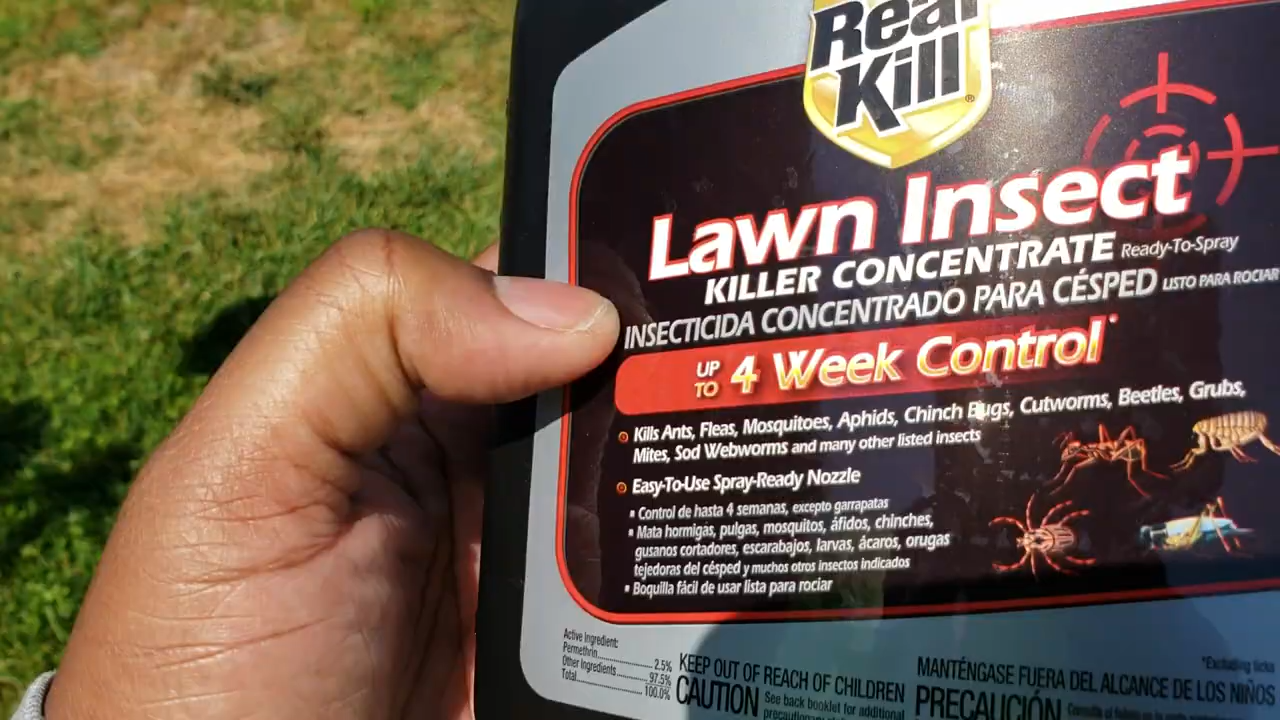 Real
Kill®
Lawn Insect
KILLER CONCENTRATE Ready-To-Spray
INSECTICIDA CONCENTRADO PARA CÉSPED LISTO PARA ROCIAR
UP TO 4 Week Control*
Kills Ants, Fleas, Mosquitoes, Aphids, Chinch Bugs, Cutworms, Beetles, Grubs,
Mites, Sod Webworms and many other listed insects
Easy-To-Use Spray-Ready Nozzle
▪ Control de hasta 4 semanas, excepto garrapatas
▪ Mata hormigas, pulgas, mosquitos, áfidos, chinches,
gusanos cortadores, escarabajos, larvas, ácaros, orugas
tejedoras del césped y muchos otros insectos indicados
▪ Boquilla fácil de usar lista para rociar
Active Ingredient:
Permethrin........................ 2.5%
Other Ingredients.............. 97.5%
Total................................ 100.0%
KEEP OUT OF REACH OF CHILDREN
CAUTION See back booklet for additional
precautionary
MANTÉNGASE FUERA DEL ALCANCE DE LOS NIÑOS
PRECAUCIÓN Consulta el folleto
*Excluding ticks